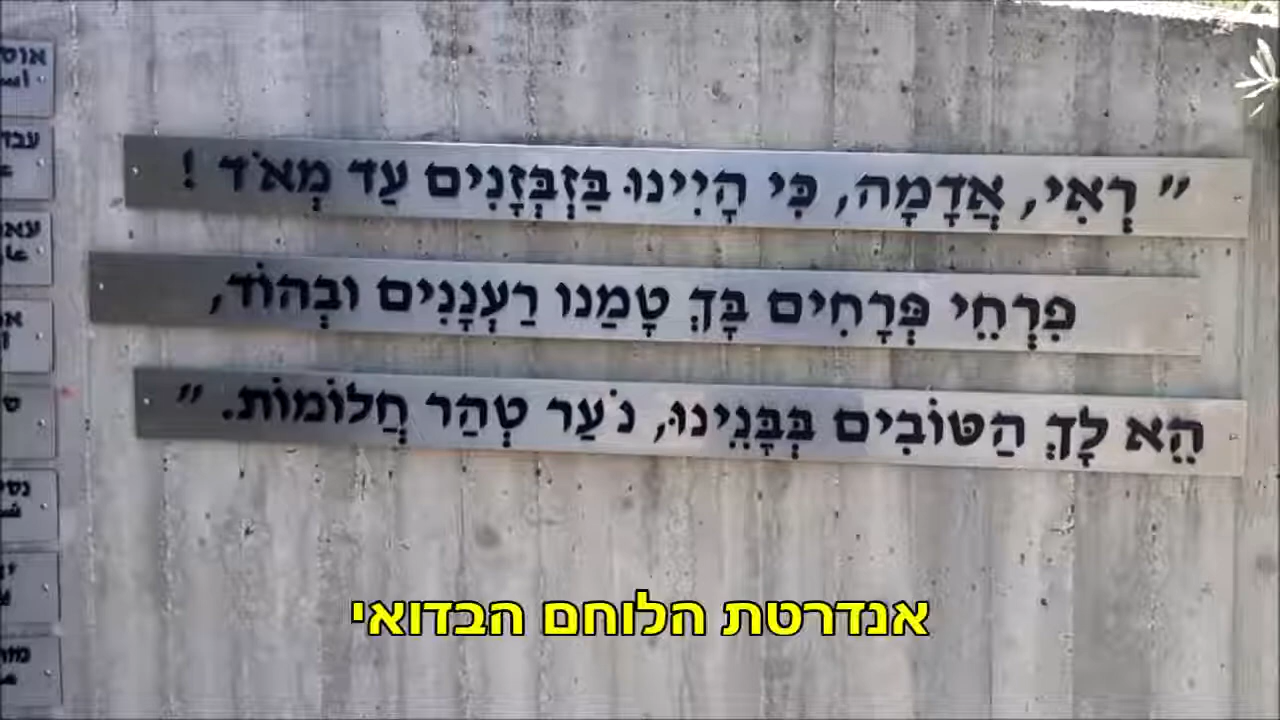 ״ רְאִי, אֲדָמָה, כִּי הָיִינוּ בַּזְבְּזָנִים עַד מְאֹד !
פִּרְחֵי פְּרָחִים בָּךְ טָמַנּוּ רַעֲנָנִים וּבְהוֹד,
הֵא לָךְ הַטּוֹבִים בְּבָנֵינוּ, נֹעַר טְהַר חֲלוֹמוֹת. ״
אנדרטת הלוחם הבדואי